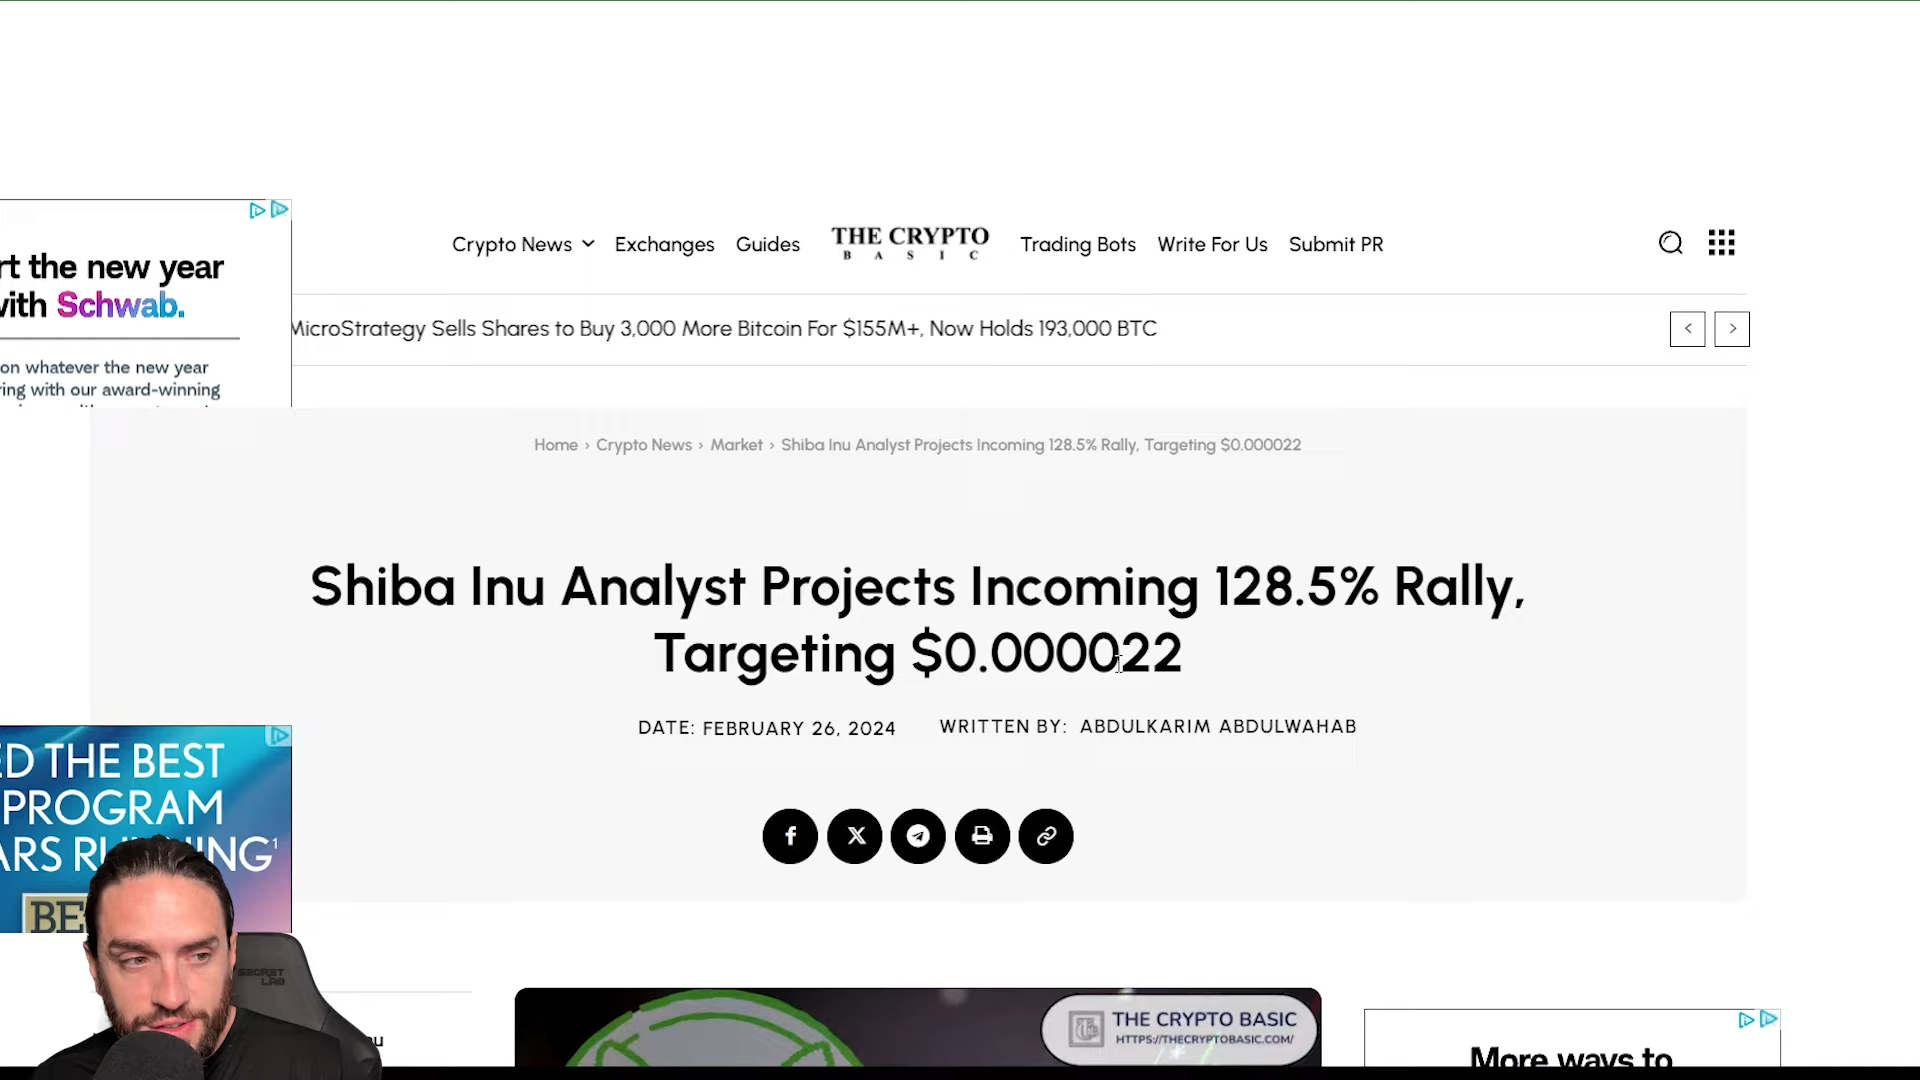 Crypto News
Exchanges
Guides
THE CRYPTO
BASIC
Trading Bots
Write For Us
Submit PR
rt the new year
with Schwab.
on whatever the new year
ring with our award-winning
MicroStrategy Sells Shares to Buy 3,000 More Bitcoin For $155M+, Now Holds 193,000 BTC
Home › Crypto News › Market › Shiba Inu Analyst Projects Incoming 128.5% Rally, Targeting $0.000022
Shiba Inu Analyst Projects Incoming 128.5% Rally,
Targeting $0.000022
DATE: FEBRUARY 26, 2024
WRITTEN BY: ABDULKARIM ABDULWAHAB
ED THE BEST
PROGRAM
SECRET
LAB
THE CRYPTO BASIC
HTTPS://THECRYPTOBASIC.COM/
More ways to